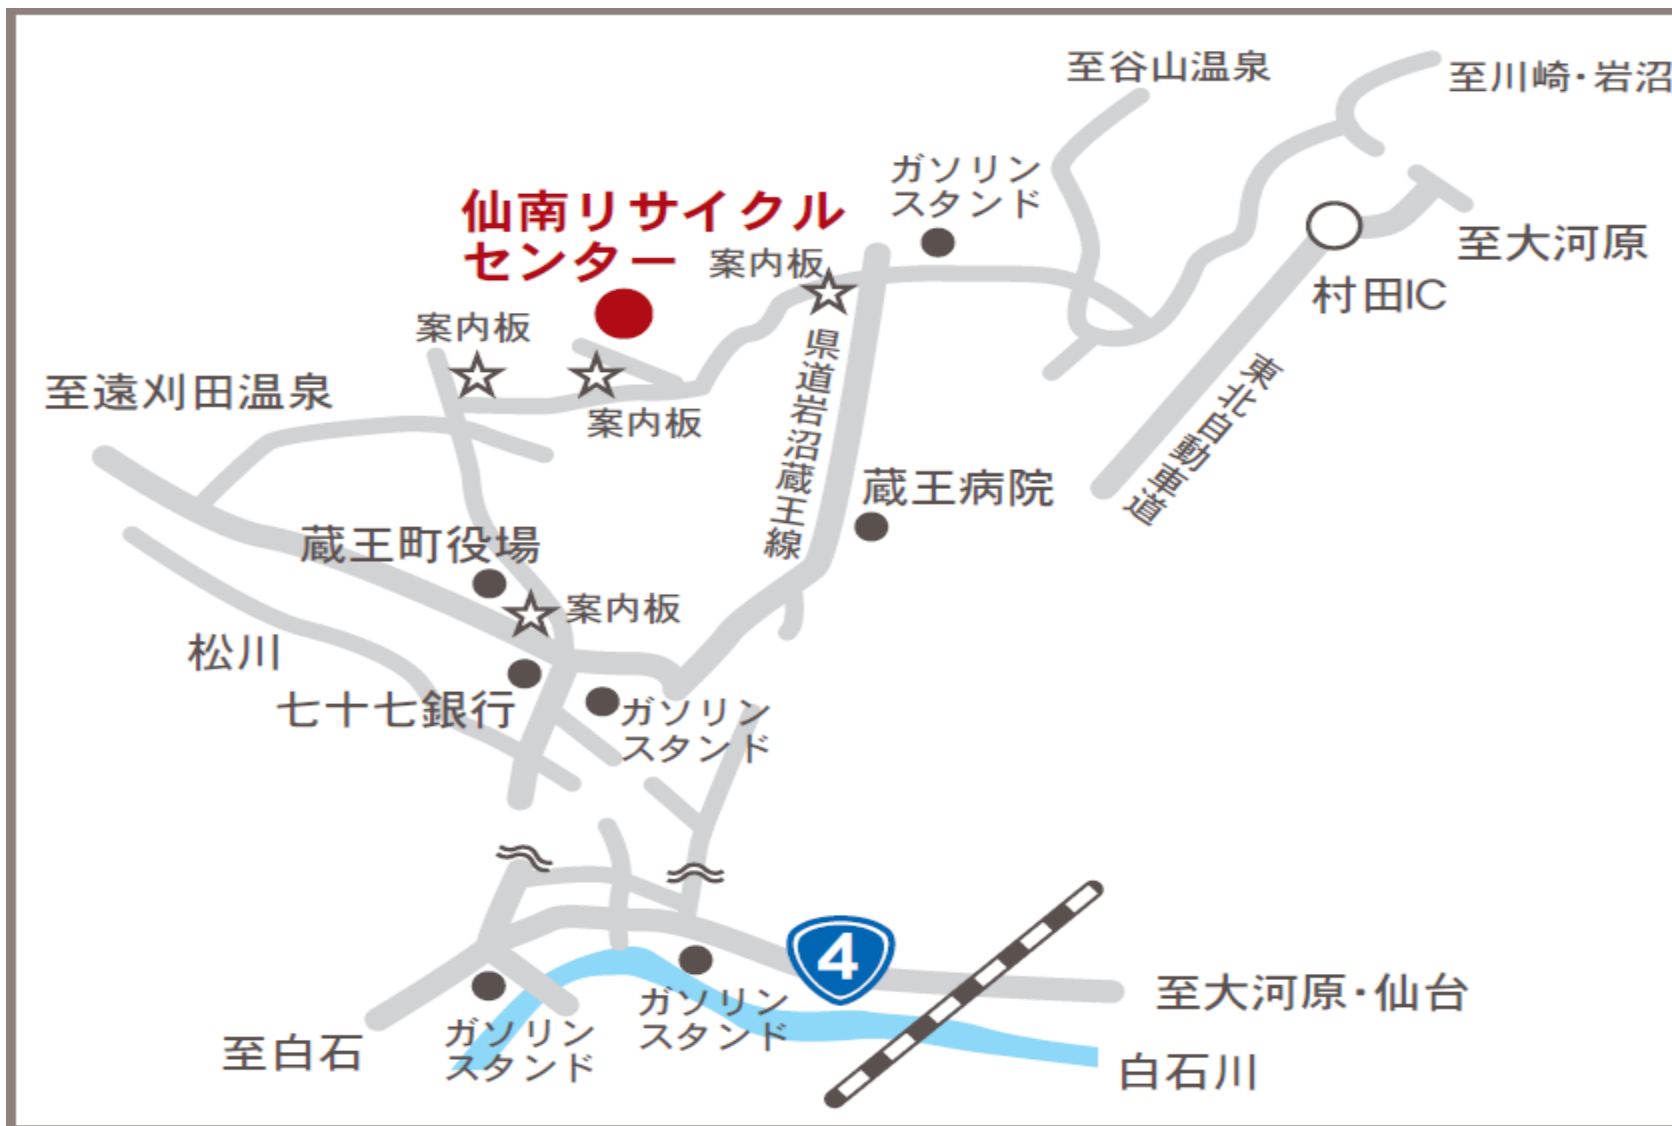 至谷山温泉
至川崎・岩沼
ガソリン
スタンド
仙南リサイクル
センター
案内板
至大河原
村田IC
案内板
県道岩沼蔵王線
東北自動車道
至遠刈田温泉
案内板
蔵王病院
蔵王町役場
案内板
松川
七十七銀行
ガソリン
スタンド
4
至大河原・仙台
ガソリン
スタンド
ガソリン
スタンド
至白石
白石川